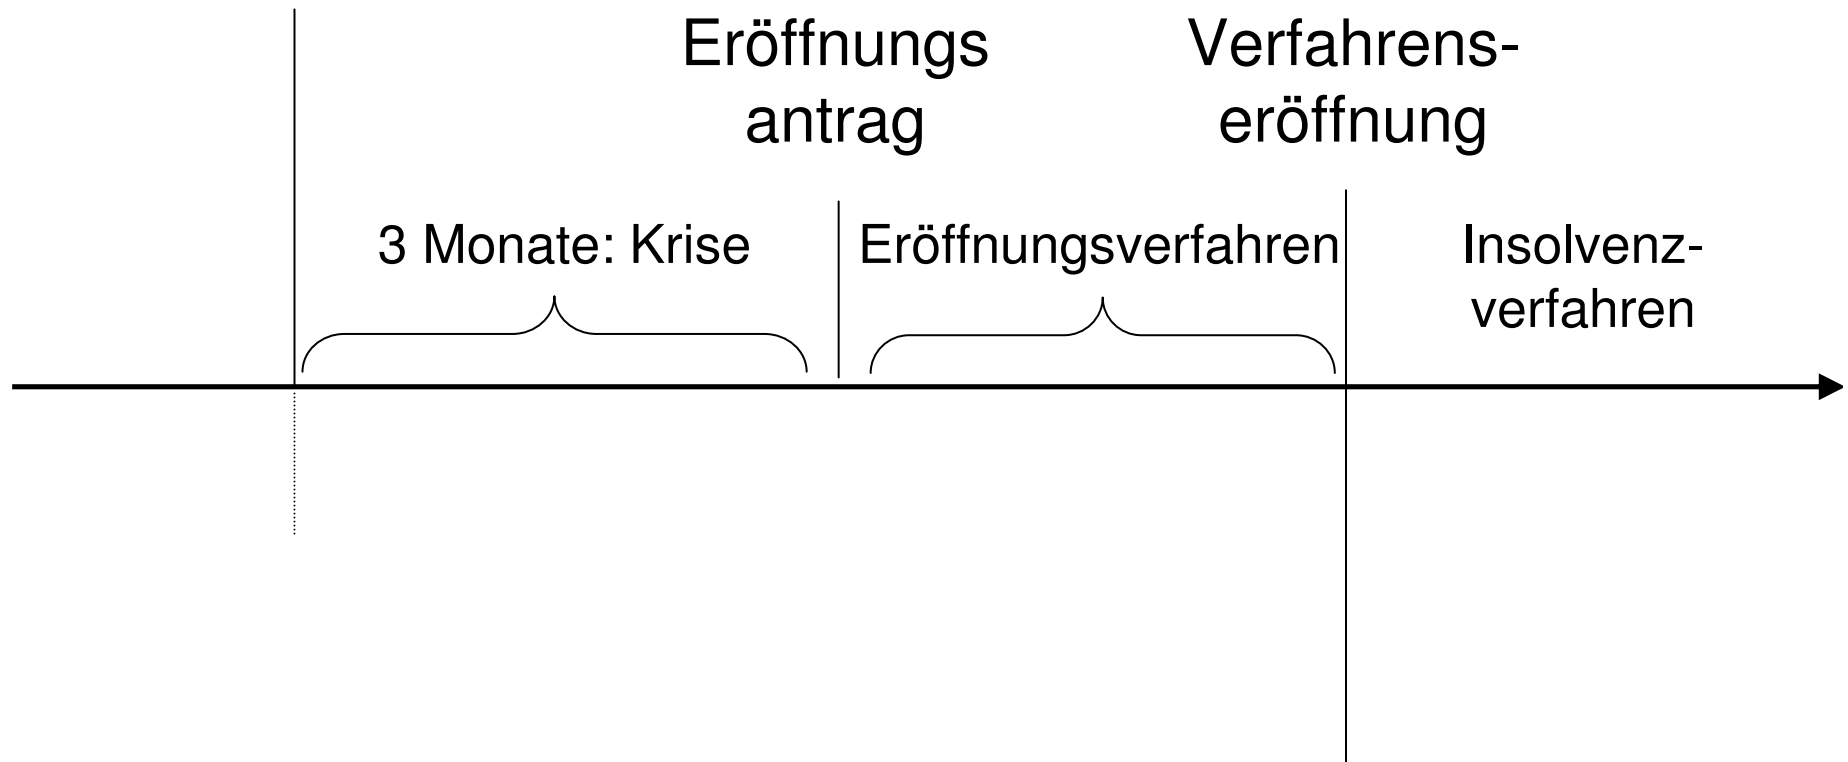 Eröffnungs
antrag
Verfahrens-
eröffnung
3 Monate: Krise
Eröffnungsverfahren
Insolvenz-
verfahren